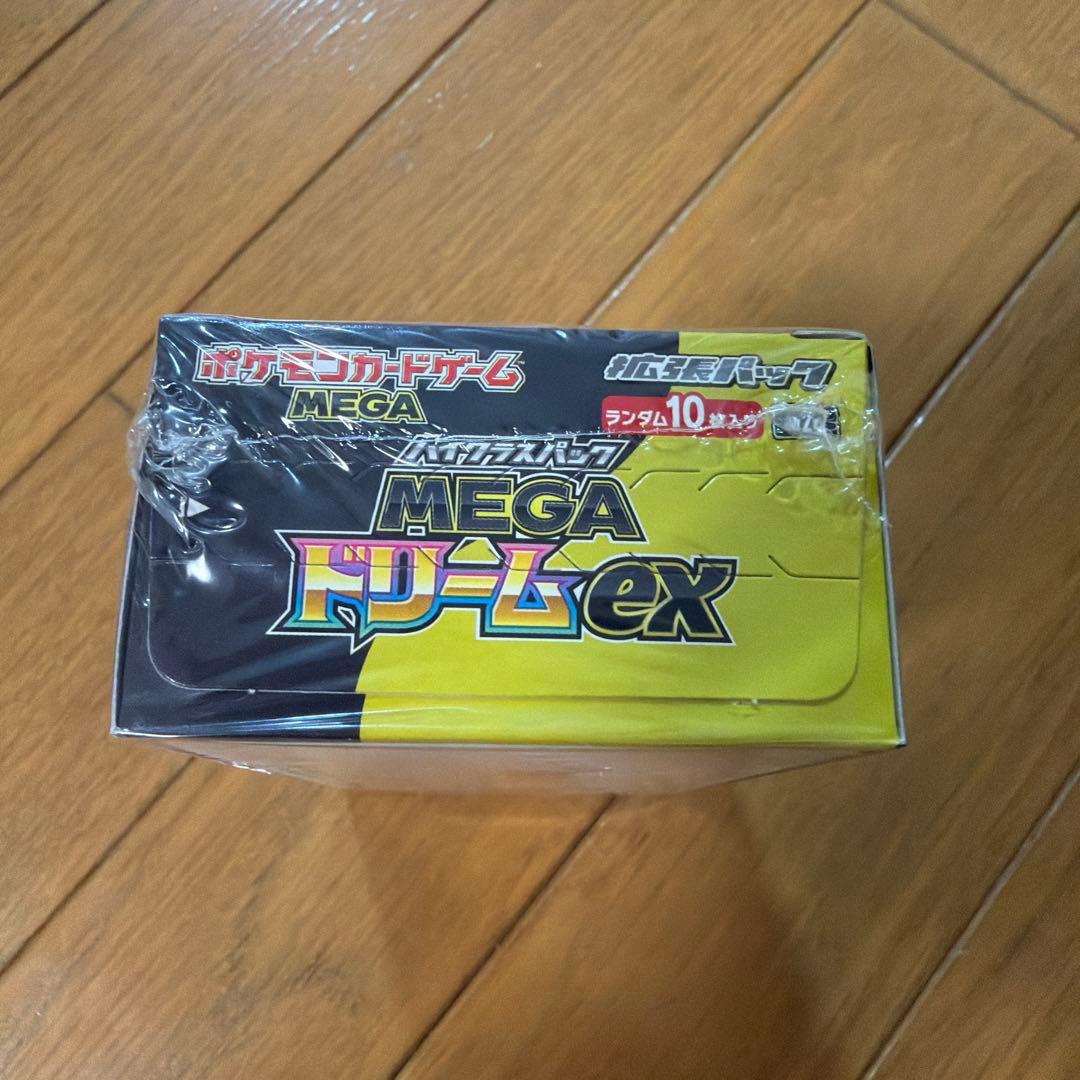 ポケモンカードゲーム
MEGA
拡張パック
ランダム10枚入り
ハイクラスパック
MEGA
ドリームex